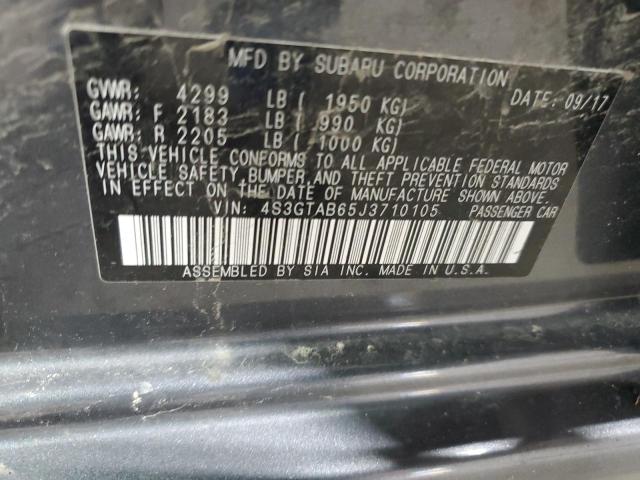 MFD BY SUBARU CORPORATION
GVWR: 4299 LB ( 1950 KG) DATE: 09/17
GAWR: F 2183 LB ( 990 KG)
GAWR: R 2205 LB ( 1000 KG)
THIS VEHICLE CONFORMS TO ALL APPLICABLE FEDERAL MOTOR
VEHICLE SAFETY, BUMPER, AND THEFT PREVENTION STANDARDS
IN EFFECT ON THE DATE OF MANUFACTURE SHOWN ABOVE.
VIN: 4S3GTAB65J3710105 PASSENGER CAR
ASSEMBLED BY SIA INC. MADE IN U.S.A.